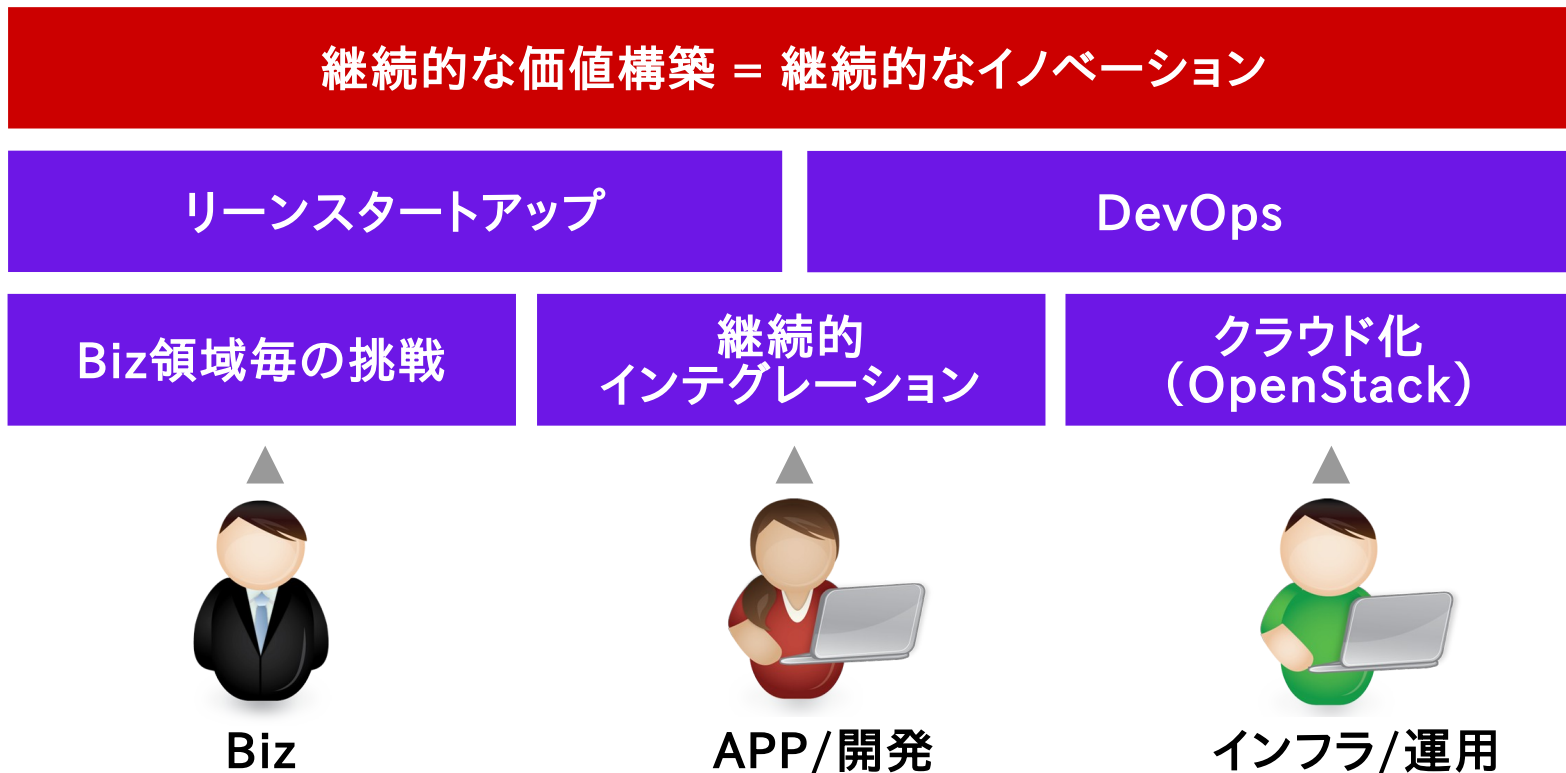 継続的な価値構築 = 継続的なイノベーション
リーンスタートアップ
DevOps
Biz領域毎の挑戦
継続的
インテグレーション
クラウド化
（OpenStack）
Biz
APP/開発
インフラ/運用